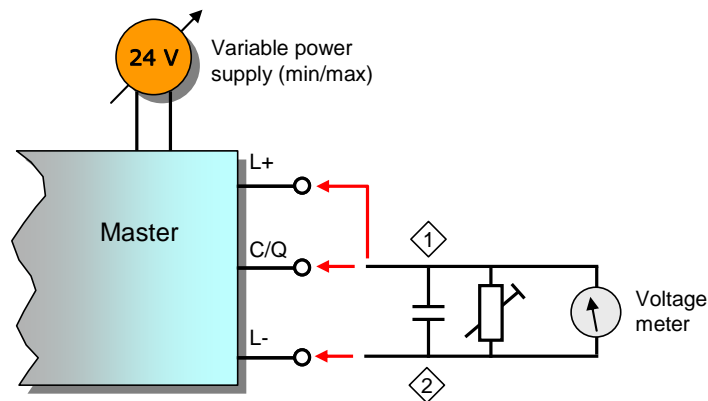 24 V
Variable power
supply (min/max)
L+
Master
C/Q
L-
1
2
Voltage
meter